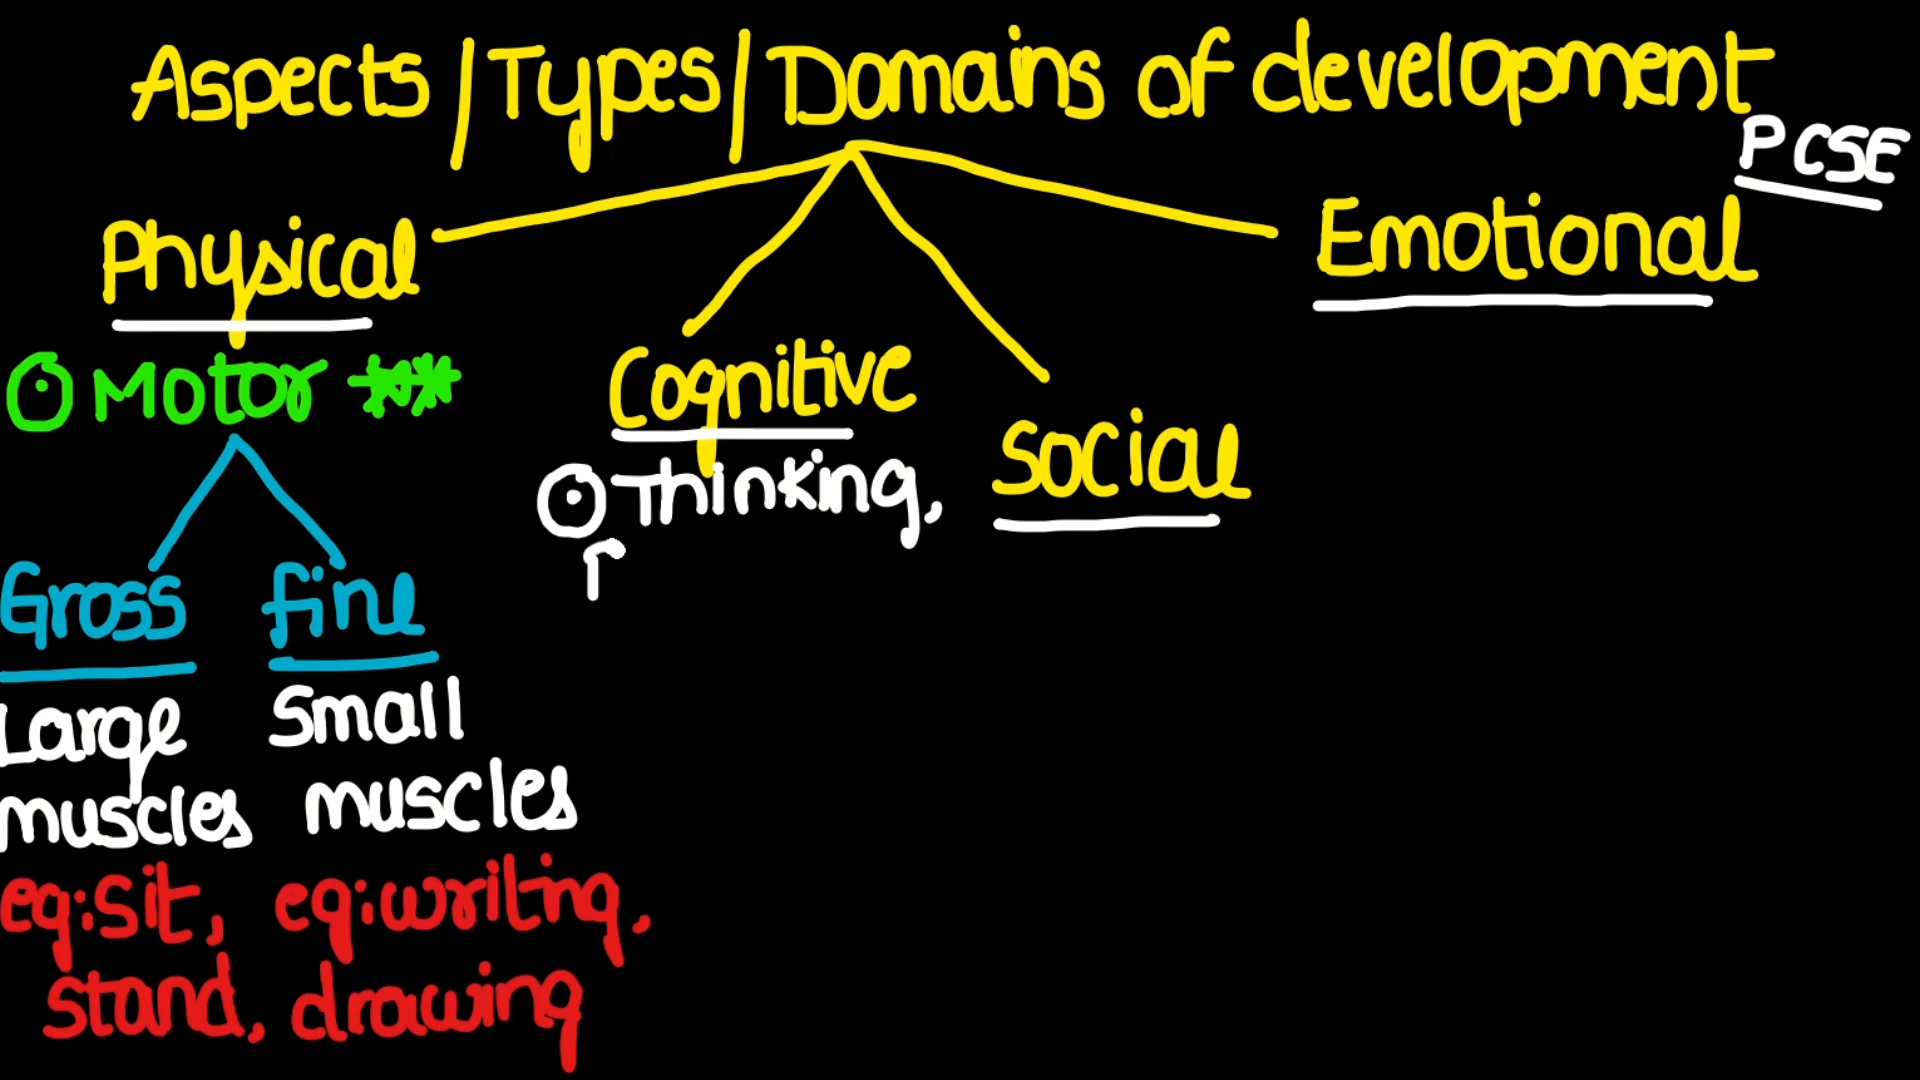 Aspects / Types / Domains of development
PCSE
Physical
Emotional
Motor ***
Cognitive
Social
Thinking,
r
Gross fine
Large Small
muscles muscles
eg: sit, eg: writing,
stand, drawing